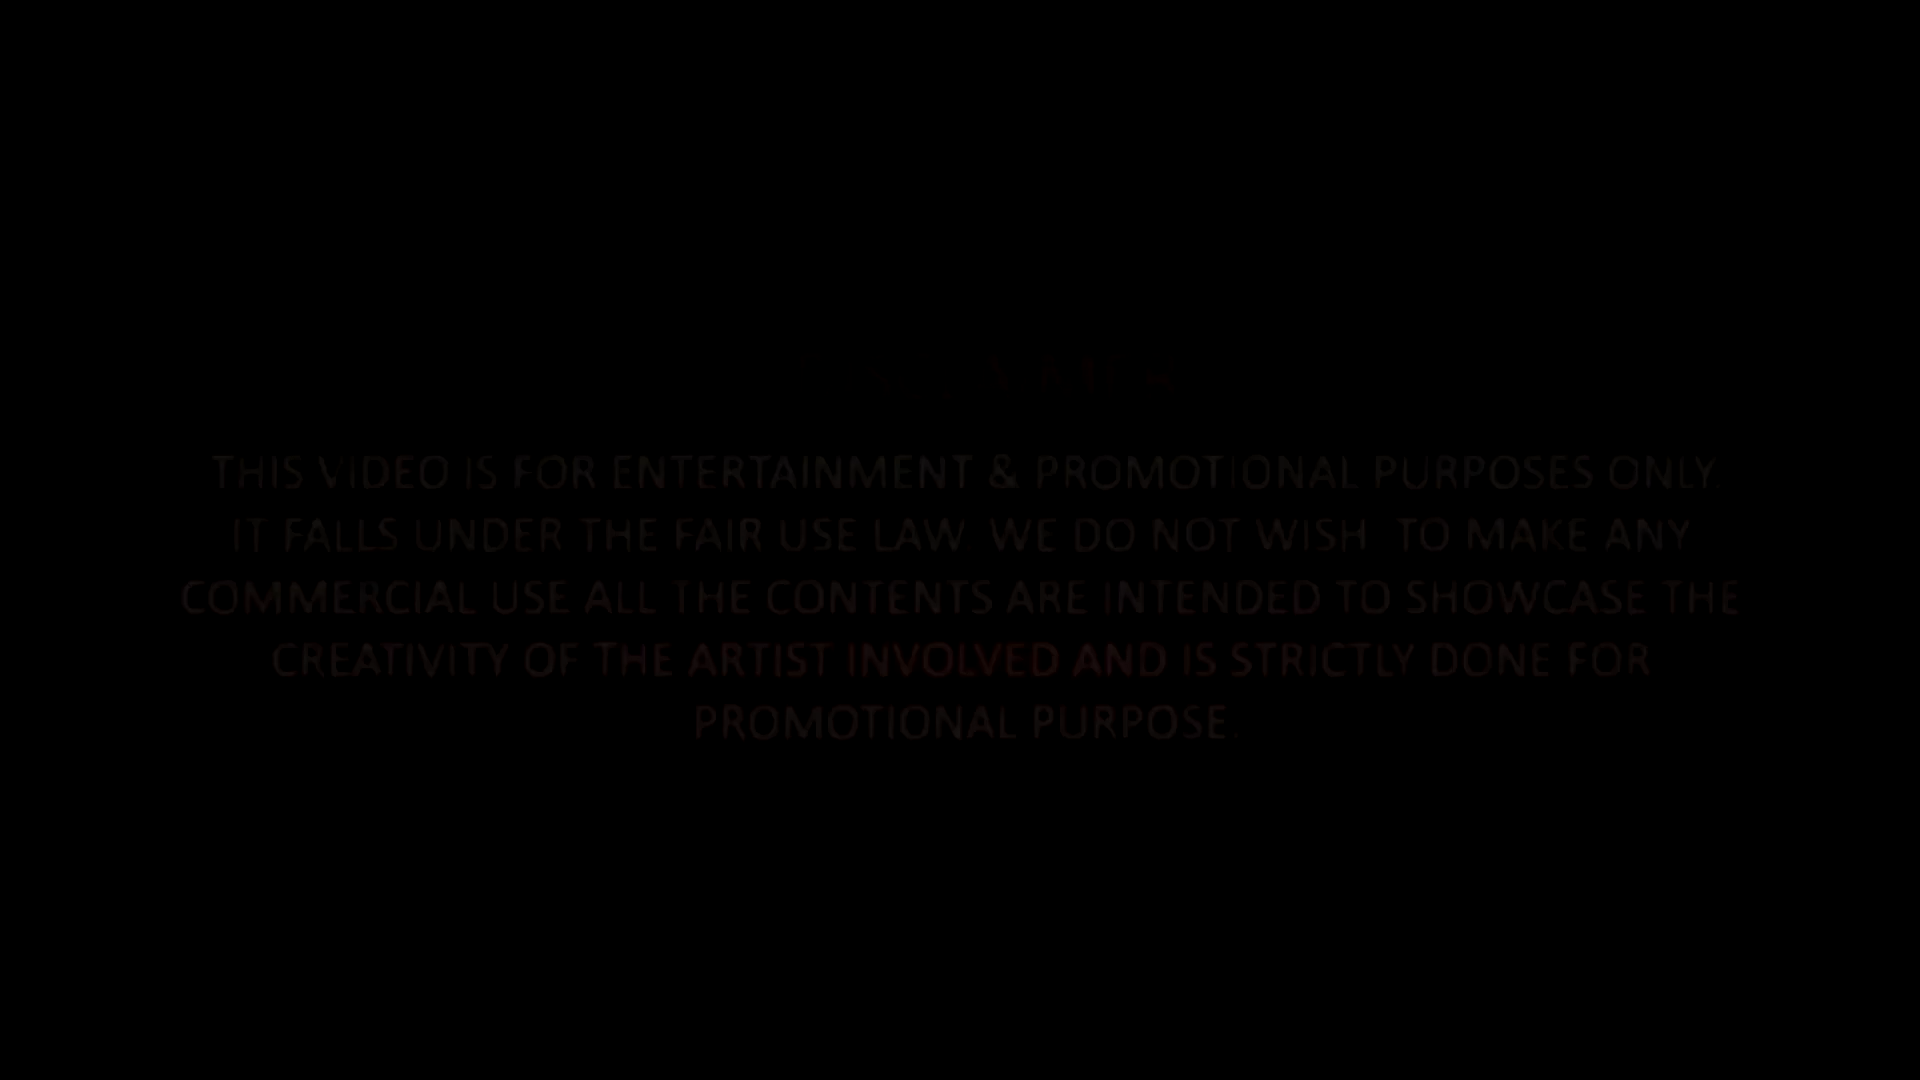 THIS VIDEO IS FOR ENTERTAINMENT & PROMOTIONAL PURPOSES ONLY.
IT FALLS UNDER THE FAIR USE LAW. WE DO NOT WISH TO MAKE ANY
COMMERCIAL USE ALL THE CONTENTS ARE INTENDED TO SHOWCASE THE
CREATIVITY OF THE ARTIST INVOLVED AND IS STRICTLY DONE FOR
PROMOTIONAL PURPOSE.